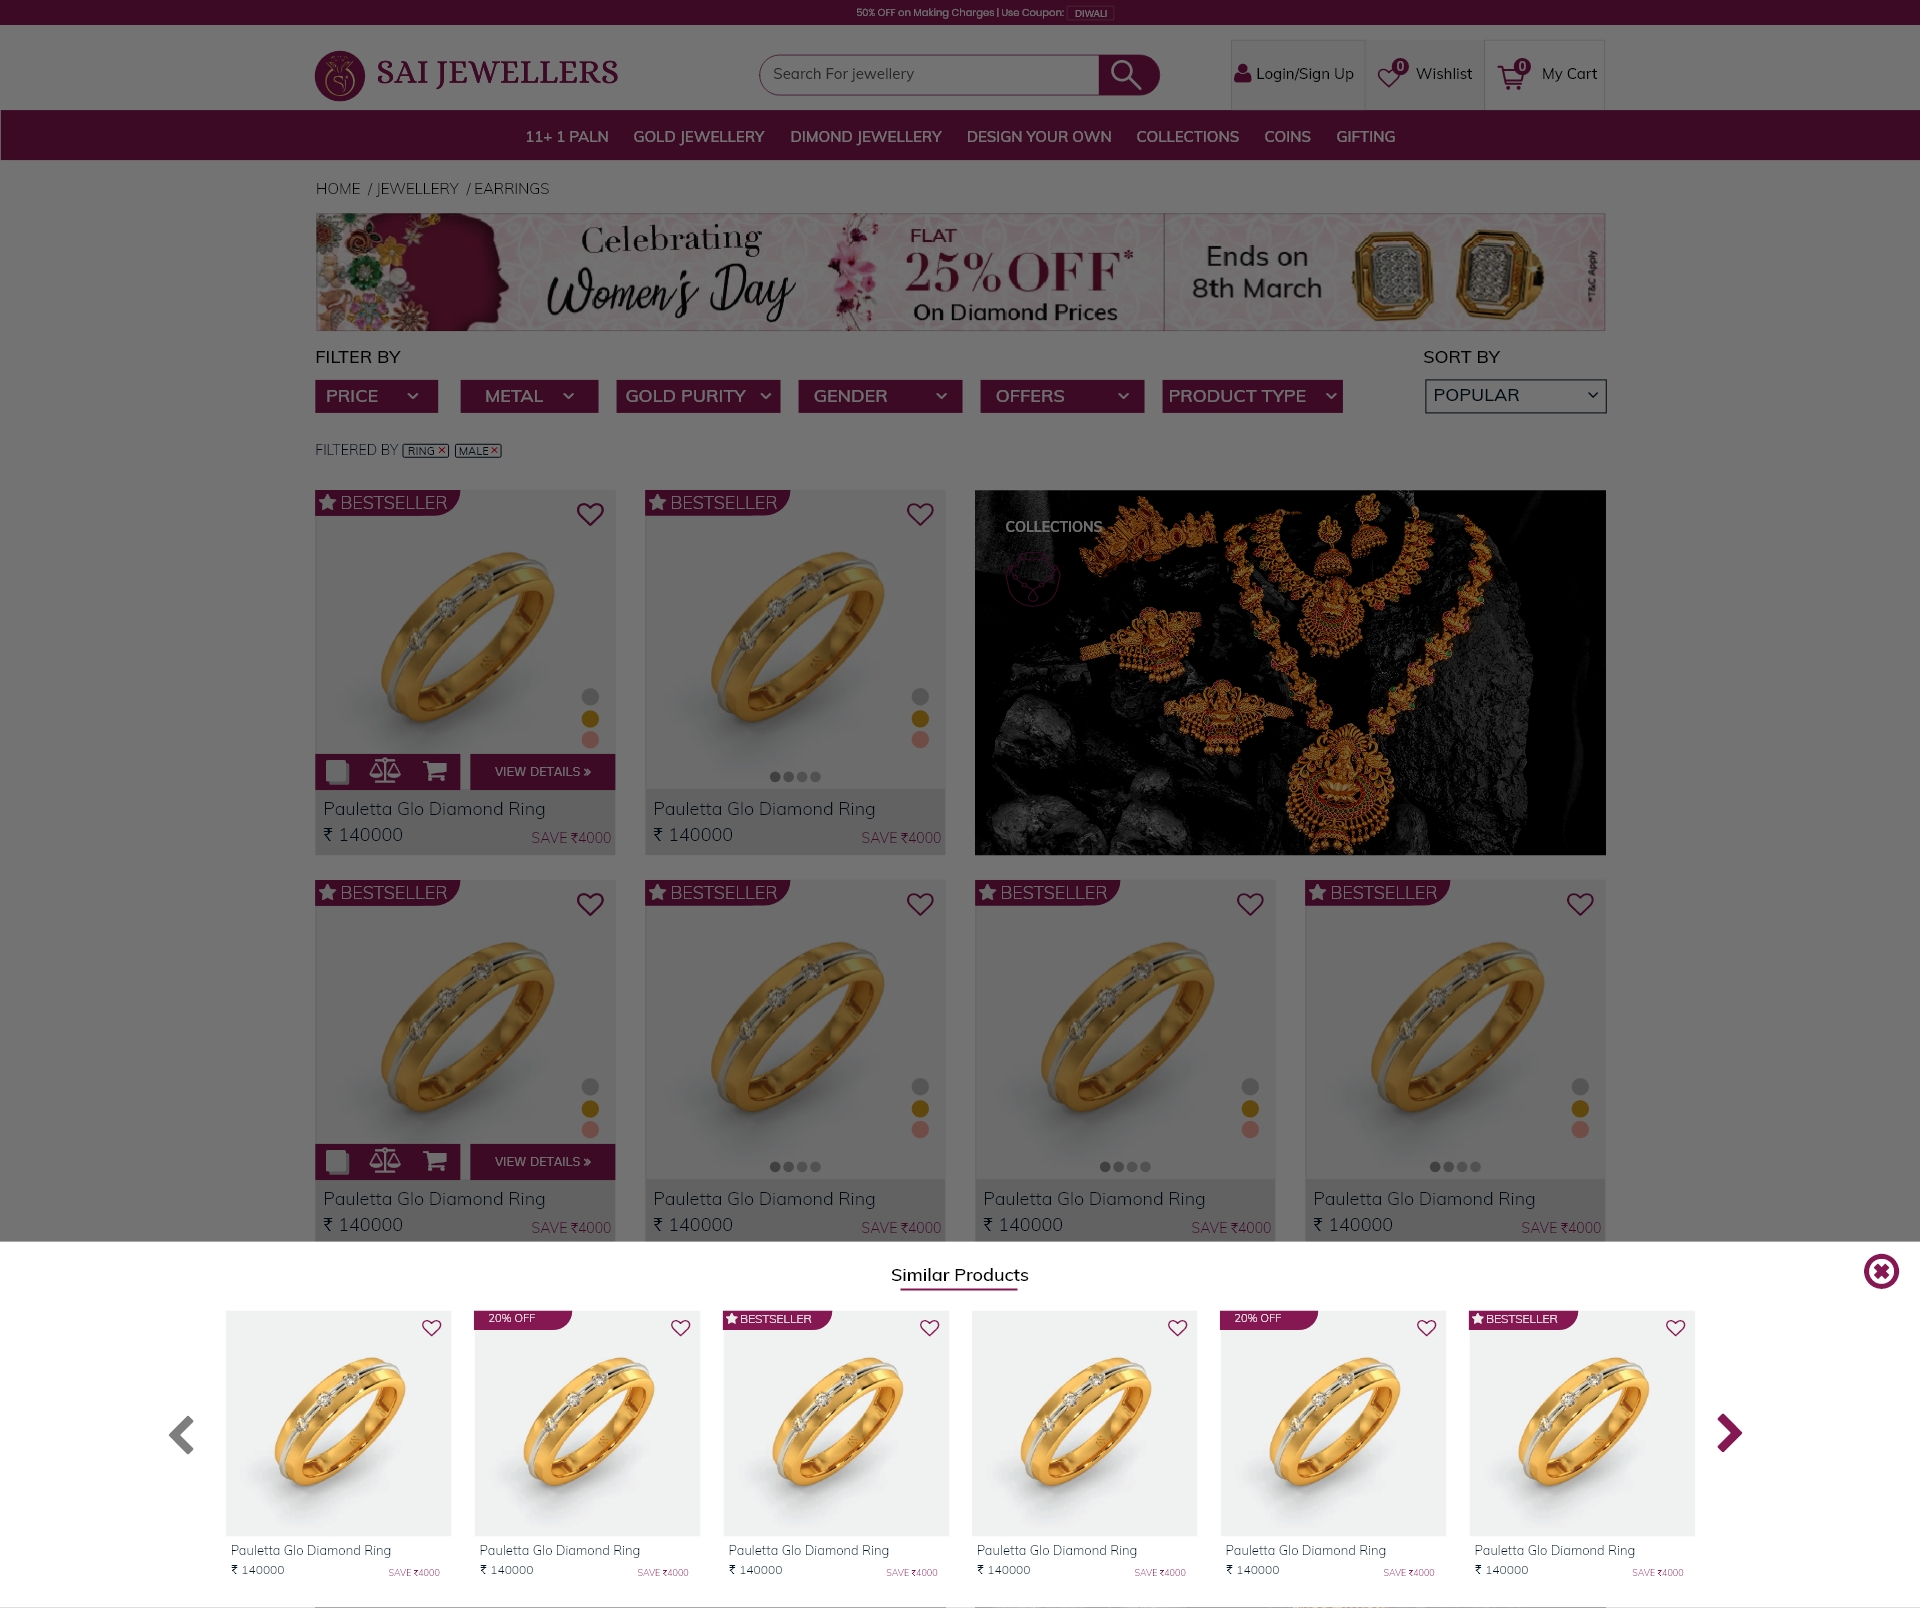 50% OFF on Making Charges | Use Coupon: DIWALI
SAI JEWELLERS
Search For jewellery
Login/Sign Up
0
Wishlist
0
My Cart
11+ 1 PALN GOLD JEWELLERY DIMOND JEWELLERY DESIGN YOUR OWN COLLECTIONS COINS GIFTING
HOME / JEWELLERY / EARRINGS
Celebrating
Women's Day
FLAT
25% OFF*
On Diamond Prices
Ends on
8th March
*T&C Apply
FILTER BY
SORT BY
PRICE METAL GOLD PURITY GENDER OFFERS PRODUCT TYPE POPULAR
FILTERED BY RING × MALE ×
BESTSELLER
BESTSELLER
COLLECTIONS
VIEW DETAILS »
Pauletta Glo Diamond Ring
₹ 140000 SAVE ₹4000
Pauletta Glo Diamond Ring
₹ 140000 SAVE ₹4000
BESTSELLER
BESTSELLER
BESTSELLER
BESTSELLER
VIEW DETAILS »
Pauletta Glo Diamond Ring
₹ 140000 SAVE ₹4000
Pauletta Glo Diamond Ring
₹ 140000 SAVE ₹4000
Pauletta Glo Diamond Ring
₹ 140000 SAVE ₹4000
Pauletta Glo Diamond Ring
₹ 140000 SAVE ₹4000
Similar Products
20% OFF
BESTSELLER
20% OFF
BESTSELLER
Pauletta Glo Diamond Ring
₹ 140000 SAVE ₹4000
Pauletta Glo Diamond Ring
₹ 140000 SAVE ₹4000
Pauletta Glo Diamond Ring
₹ 140000 SAVE ₹4000
Pauletta Glo Diamond Ring
₹ 140000 SAVE ₹4000
Pauletta Glo Diamond Ring
₹ 140000 SAVE ₹4000
Pauletta Glo Diamond Ring
₹ 140000 SAVE ₹4000